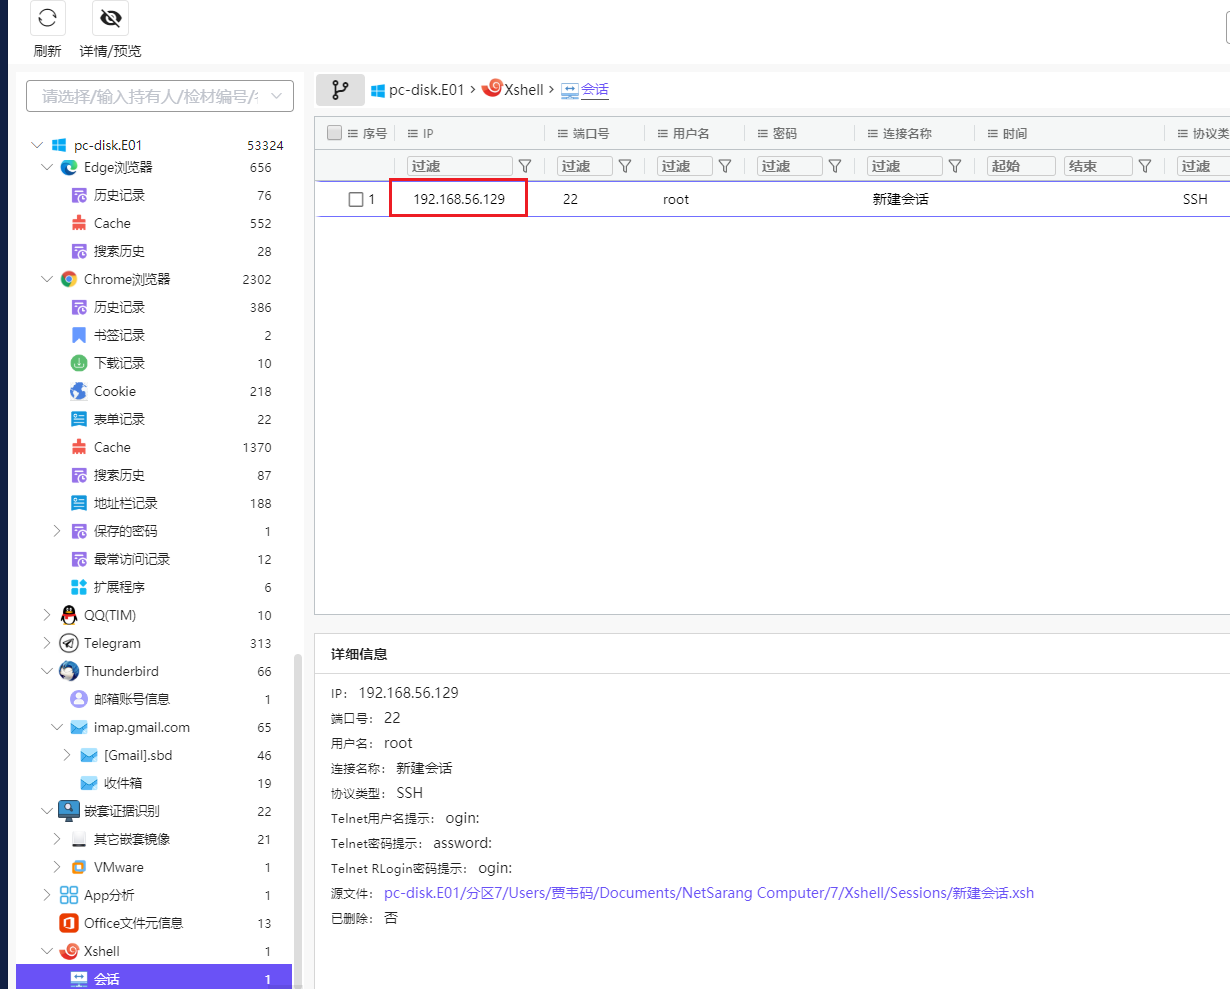 刷新 详情/预览
请选择/输入持有人/检材编号/
pc-disk.E01 53324
Edge浏览器 656
历史记录 76
Cache 552
搜索历史 28
Chrome浏览器 2302
历史记录 386
书签记录 2
下载记录 10
Cookie 218
表单记录 22
Cache 1370
搜索历史 87
地址栏记录 188
保存的密码 1
最常访问记录 12
扩展程序 6
QQ(TIM) 10
Telegram 313
Thunderbird 66
邮箱账号信息 1
imap.gmail.com 65
[Gmail].sbd 46
收件箱 19
嵌套证据识别 22
其它嵌套镜像 21
VMware 1
App分析 1
Office文件元信息 13
Xshell 1
会话 1
pc-disk.E01 > Xshell > 会话
序号 IP 端口号 用户名 密码 连接名称 时间 协议类
过滤 过滤 过滤 过滤 过滤 起始 结束 过滤
1 192.168.56.129 22 root 新建会话 SSH
详细信息
IP: 192.168.56.129
端口号: 22
用户名: root
连接名称: 新建会话
协议类型: SSH
Telnet用户名提示: ogin:
Telnet密码提示: assword:
Telnet RLogin密码提示: ogin:
源文件: pc-disk.E01/分区7/Users/贾韦码/Documents/NetSarang Computer/7/Xshell/Sessions/新建会话.xsh
已删除: 否